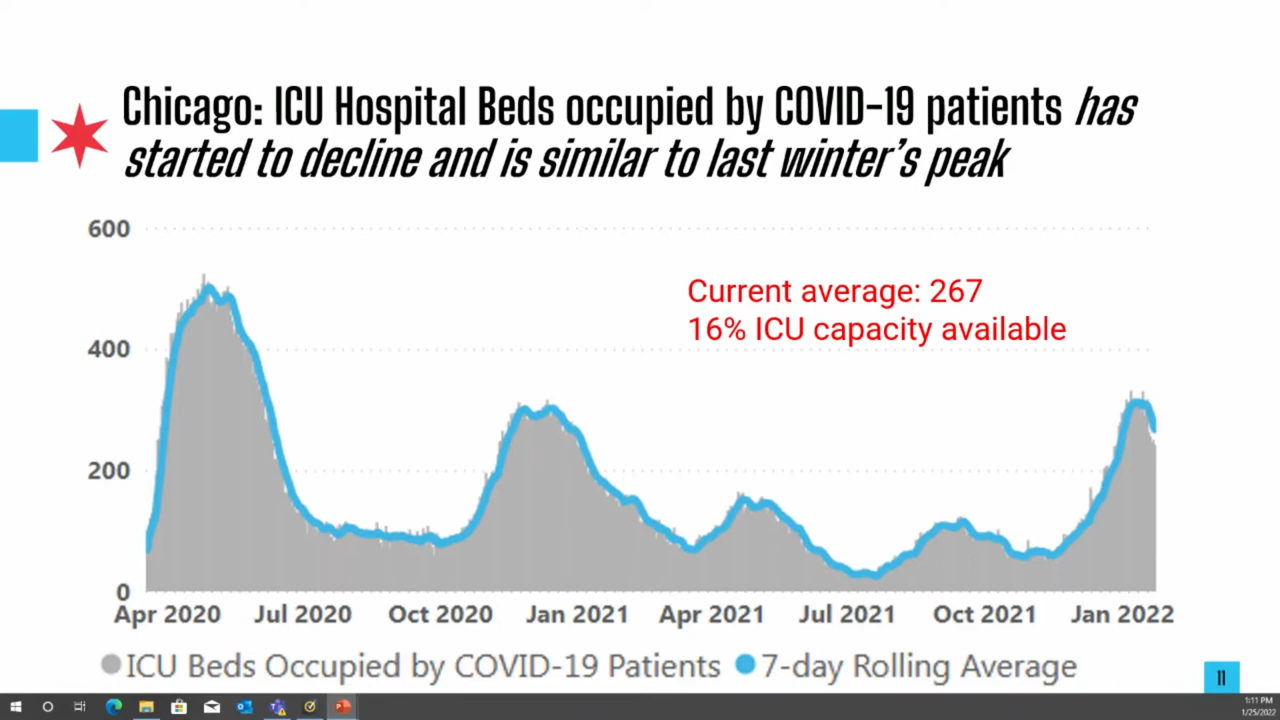 Chicago: ICU Hospital Beds occupied by COVID-19 patients has
started to decline and is similar to last winter's peak
600
Current average: 267
16% ICU capacity available
400
200
0
Apr 2020 Jul 2020 Oct 2020 Jan 2021 Apr 2021 Jul 2021 Oct 2021 Jan 2022
ICU Beds Occupied by COVID-19 Patients 7-day Rolling Average
11
1:11 PM
1/25/2022